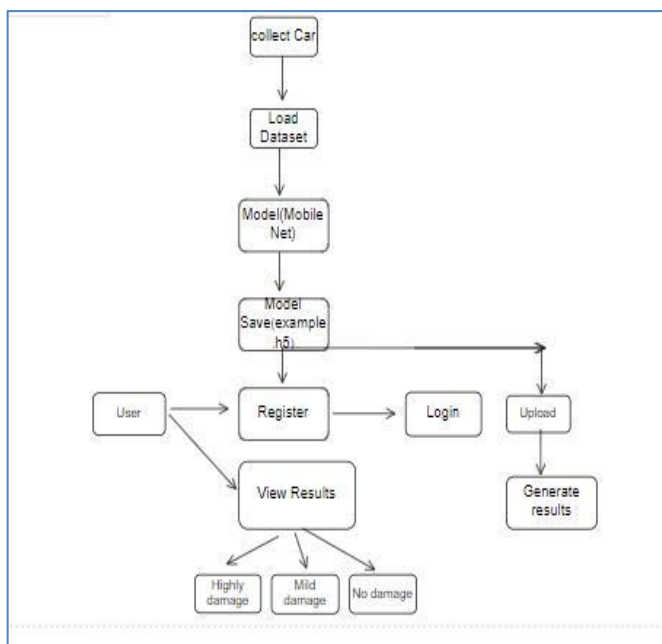 collect Car
Load
Dataset
Model(Mobile
Net)
Model
Save(example
.h5)
User
Register
Login
Upload
View Results
Generate
results
Highly
damage
Mild
damage
No damage